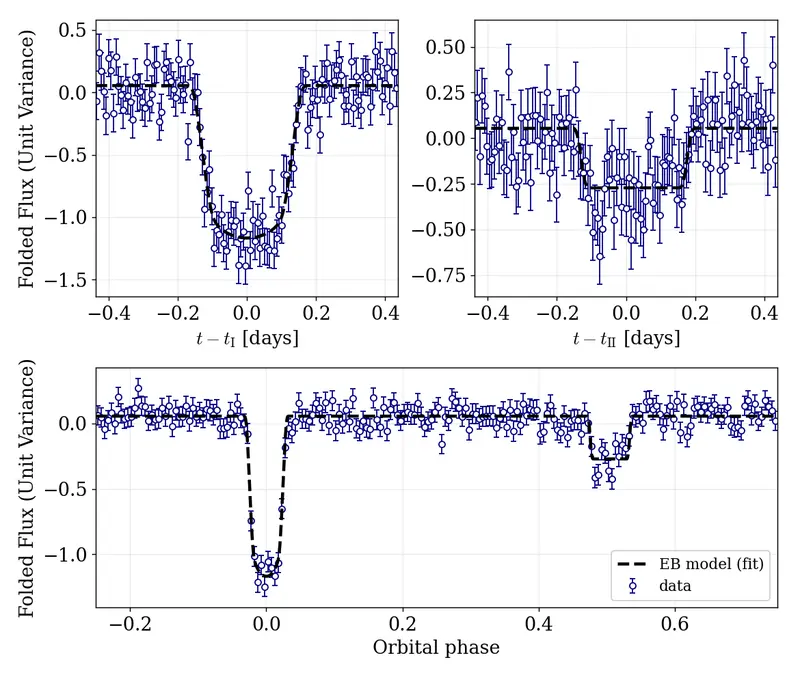 Folded Flux (Unit Variance)
0.5
0.0
−0.5
−1.0
−1.5
−0.4 −0.2 0.0 0.2 0.4
t − t_I [days]
0.50
0.25
0.00
−0.25
−0.50
−0.75
−0.4 −0.2 0.0 0.2 0.4
t − t_II [days]
Folded Flux (Unit Variance)
0.0
−0.5
−1.0
−0.2 0.0 0.2 0.4 0.6
Orbital phase
EB model (fit)
data